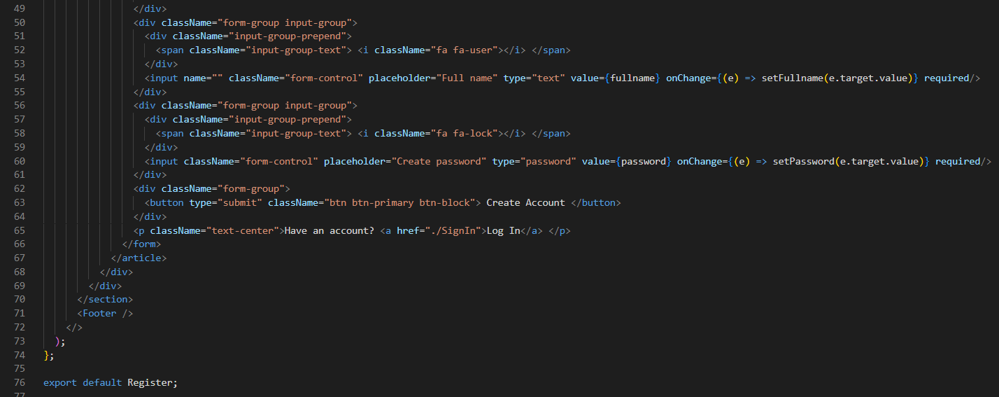 49 </div>
50 <div className="form-group input-group">
51 <div className="input-group-prepend">
52 <span className="input-group-text"> <i className="fa fa-user"></i> </span>
53 </div>
54 <input name="" className="form-control" placeholder="Full name" type="text" value={fullname} onChange={(e) => setFullname(e.target.value)} required/>
55 </div>
56 <div className="form-group input-group">
57 <div className="input-group-prepend">
58 <span className="input-group-text"> <i className="fa fa-lock"></i> </span>
59 </div>
60 <input className="form-control" placeholder="Create password" type="password" value={password} onChange={(e) => setPassword(e.target.value)} required/>
61 </div>
62 <div className="form-group">
63 <button type="submit" className="btn btn-primary btn-block"> Create Account </button>
64 </div>
65 <p className="text-center">Have an account? <a href="./SignIn">Log In</a> </p>
66 </form>
67 </article>
68 </div>
69 </div>
70 </section>
71 <Footer />
72 </>
73 );
74 };
75
76 export default Register;
77